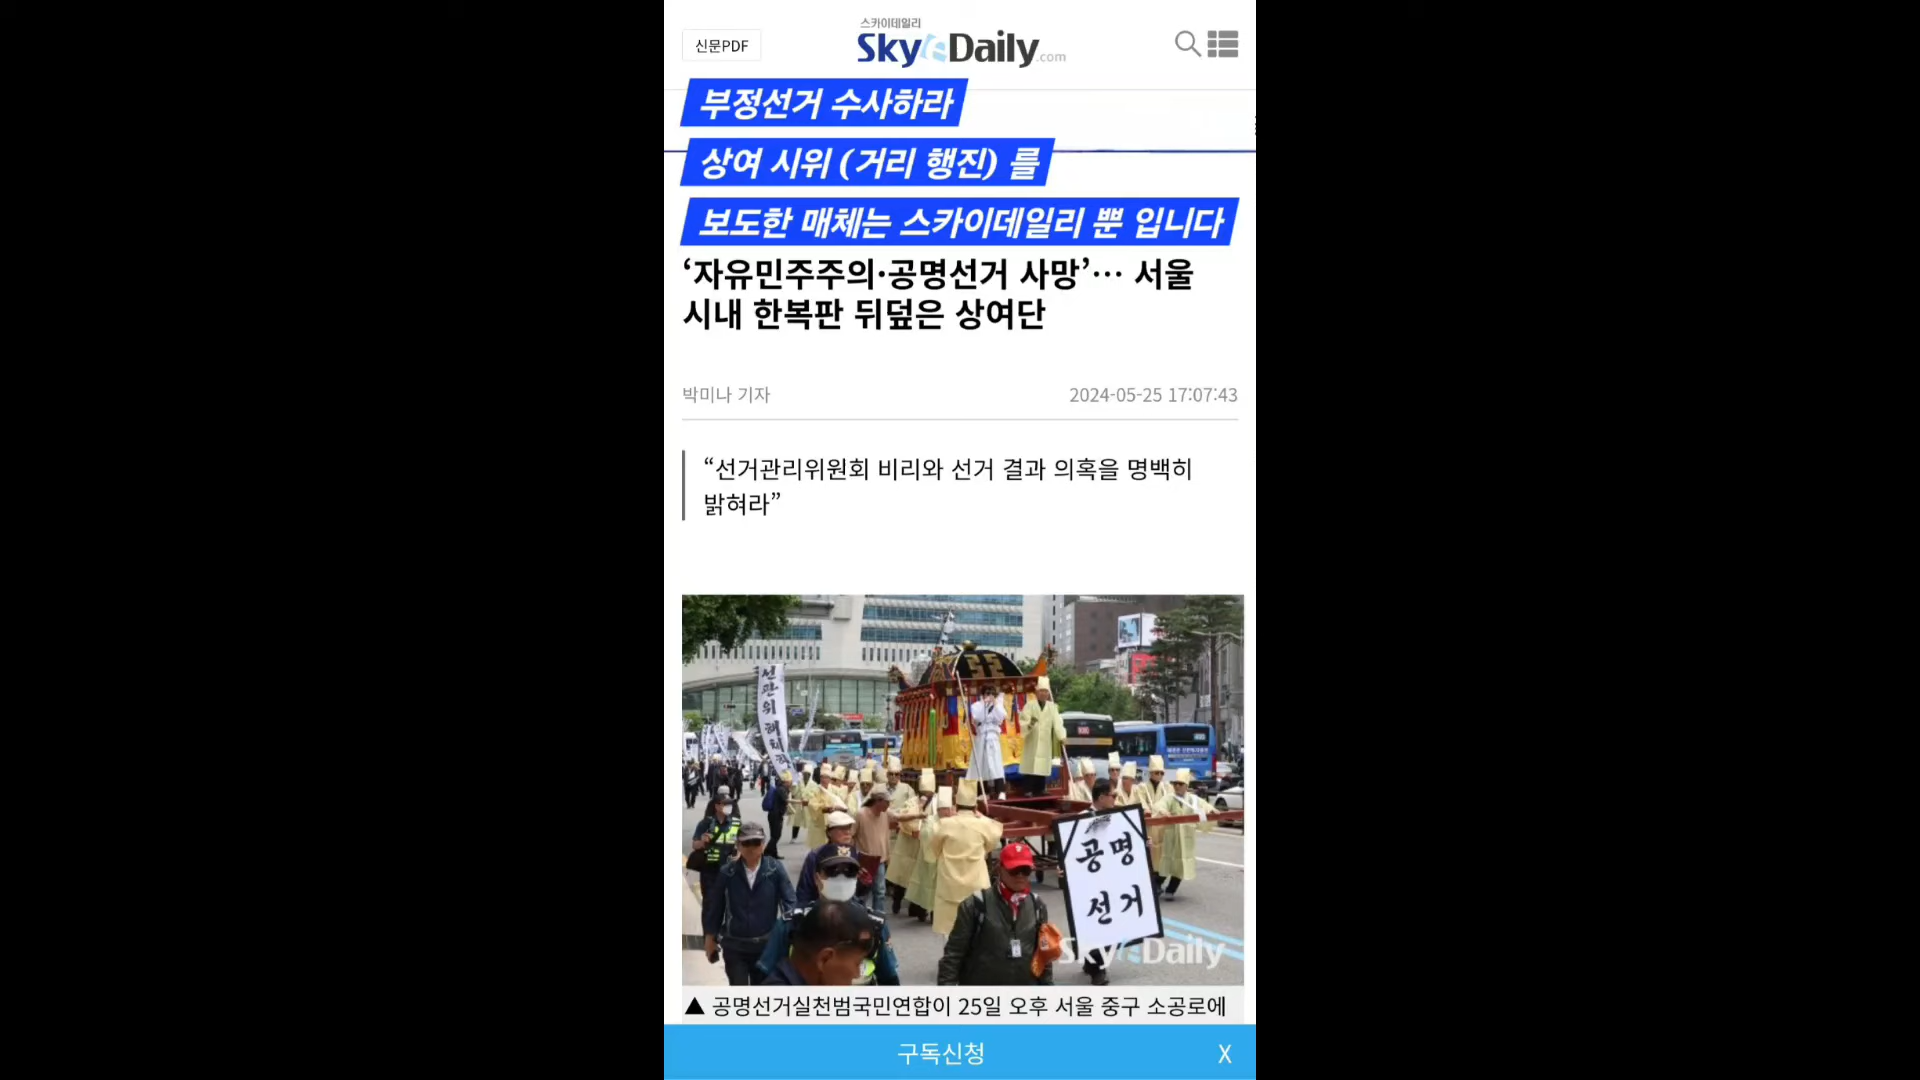 스카이데일리
신문PDF
SkyeDaily.com
부정선거 수사하라
상여 시위 (거리 행진) 를
보도한 매체는 스카이데일리 뿐 입니다
‘자유민주주의·공명선거 사망’… 서울
시내 한복판 뒤덮은 상여단
박미나 기자
2024-05-25 17:07:43
“선거관리위원회 비리와 선거 결과 의혹을 명백히
밝혀라”
선관위
공명
선거
SkyeDaily
▲ 공명선거실천범국민연합이 25일 오후 서울 중구 소공로에
구독신청
X